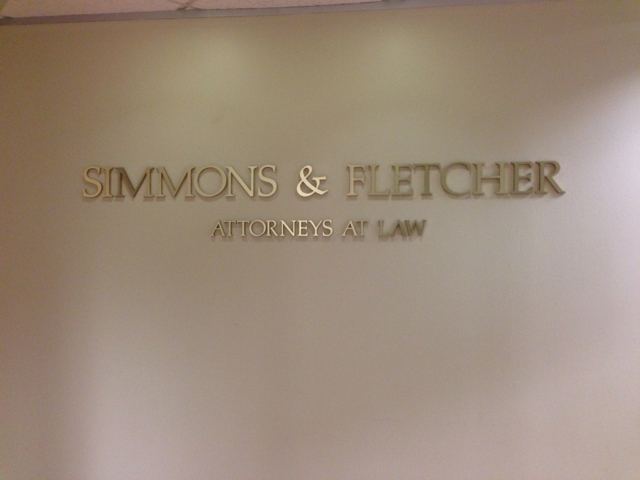 SIMMONS & FLETCHER
ATTORNEYS AT LAW